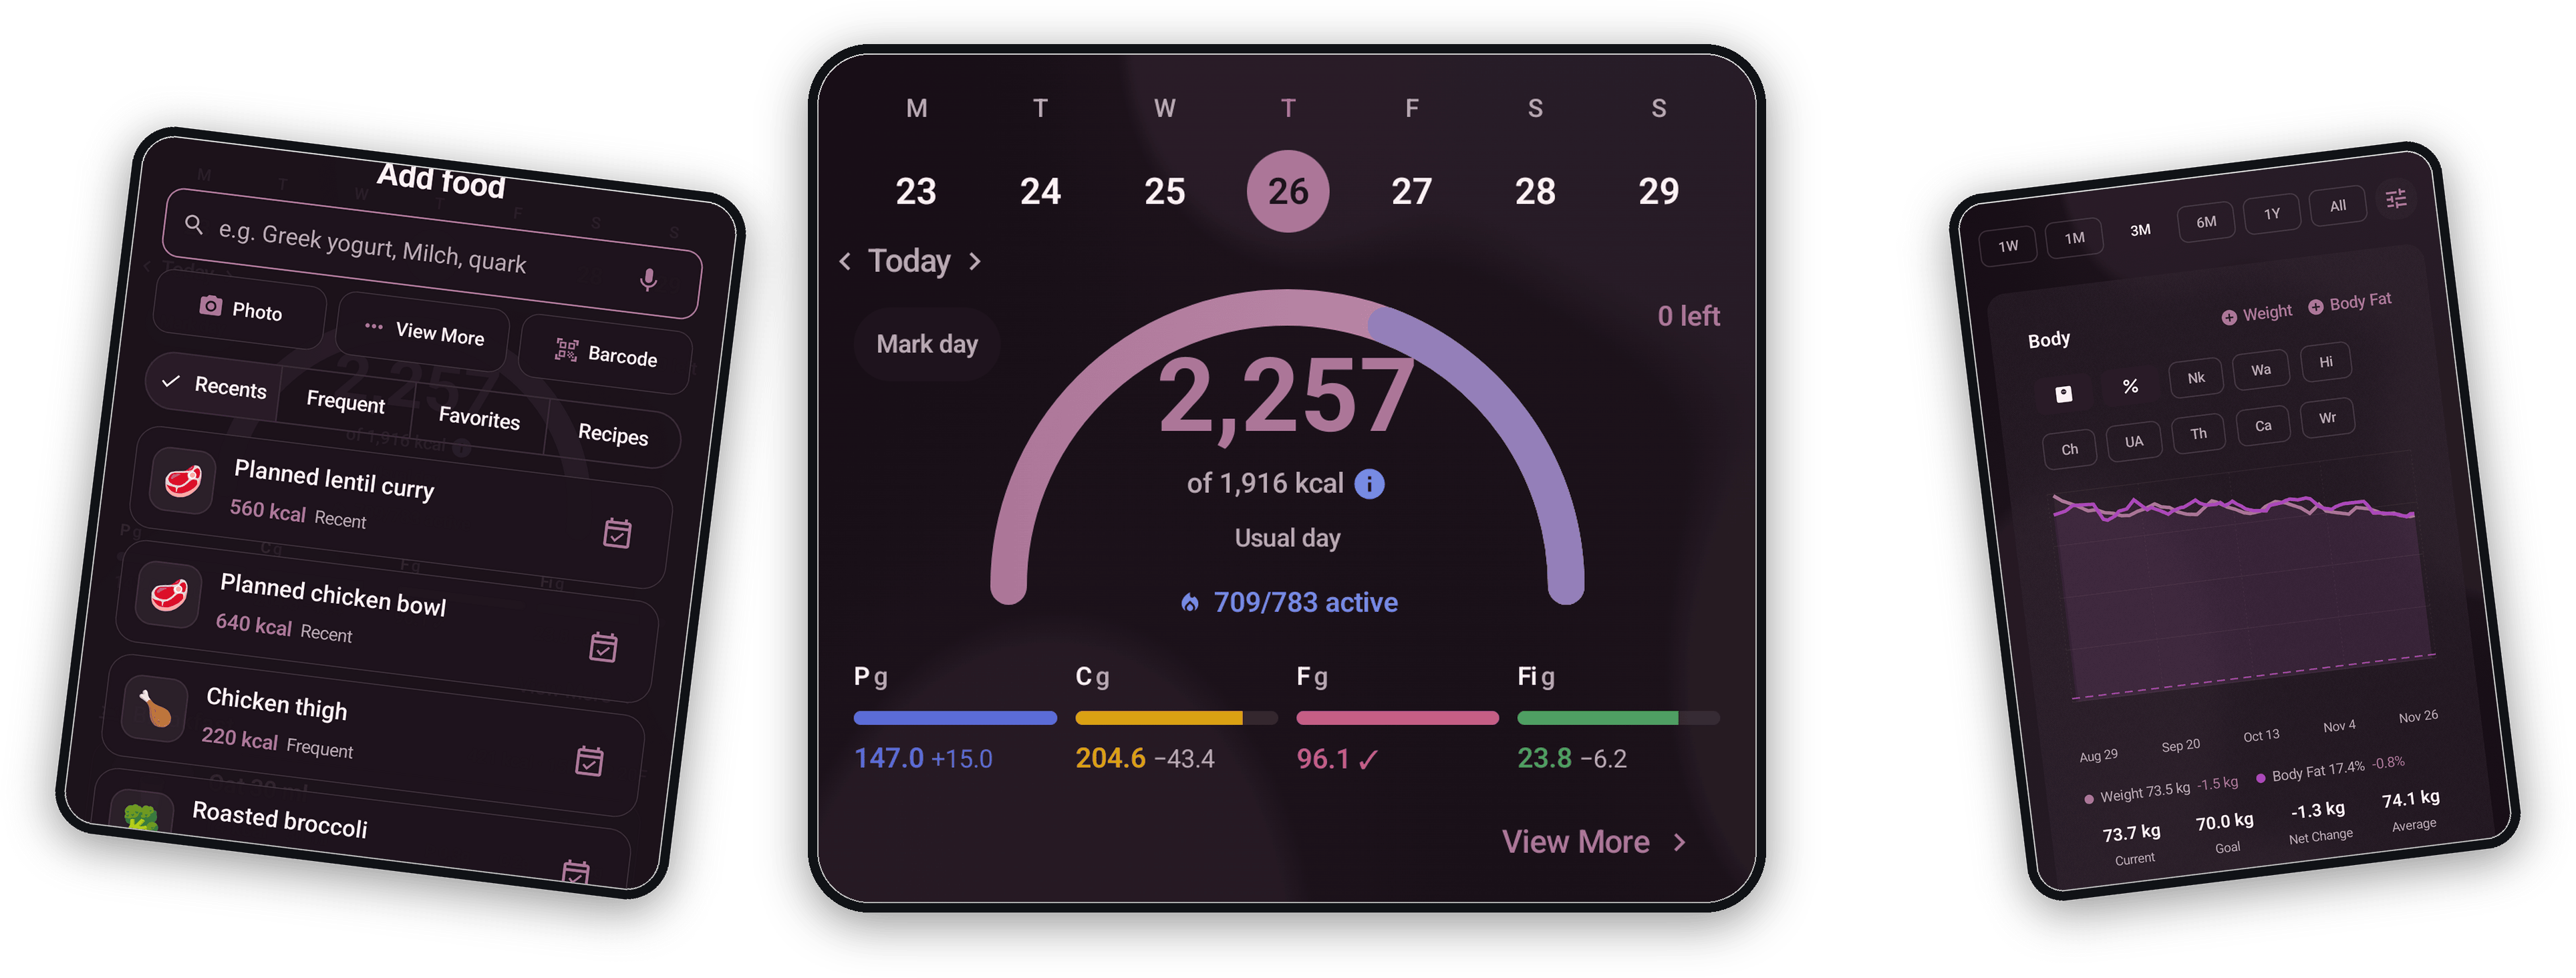 Add food
e.g. Greek yogurt, Milch, quark
Photo
View More
Barcode
Recents
Frequent
Favorites
Recipes
Planned lentil curry
560 kcal Recent
Planned chicken bowl
640 kcal Recent
Chicken thigh
220 kcal Frequent
Roasted broccoli
M T W T F S S
23 24 25 26 27 28 29
Today
Mark day
0 left
2,257
of 1,916 kcal
Usual day
709/783 active
P g C g F g Fi g
147.0 +15.0 204.6 −43.4 96.1 ✓ 23.8 −6.2
View More
1W 1M 3M 6M 1Y All
Body
Weight Body Fat
% Nk Wa Hi
Ch UA Th Ca Wr
Aug 29 Sep 20 Oct 13 Nov 4 Nov 26
Weight 73.5 kg -1.5 kg Body Fat 17.4% -0.8%
73.7 kg 70.0 kg -1.3 kg 74.1 kg
Current Goal Net Change Average